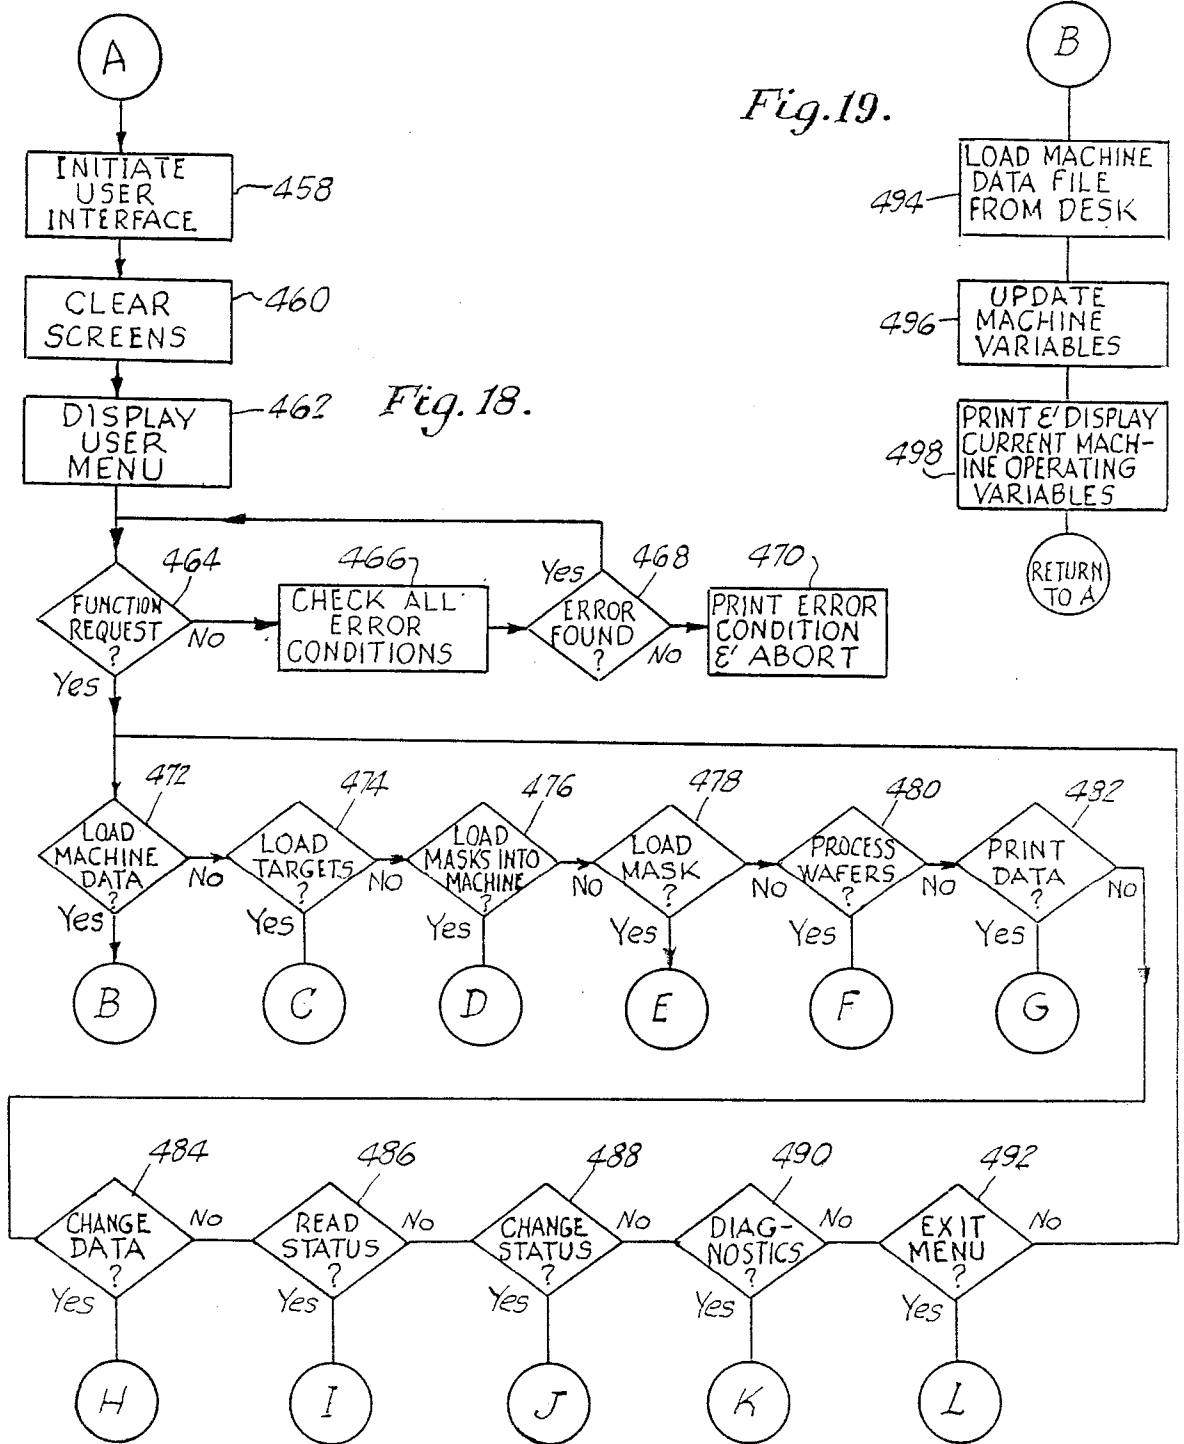 A
INITIATE
USER
INTERFACE
458
CLEAR
SCREENS
460
DISPLAY
USER
MENU
462
Fig. 18.
FUNCTION
REQUEST
?
464
NO
Yes
CHECK ALL
ERROR
CONDITIONS
466
ERROR
FOUND
?
468
Yes
NO
PRINT ERROR
CONDITION
& ABORT
470
LOAD
MACHINE
DATA
?
472
NO
Yes
B
LOAD
TARGETS
?
474
NO
Yes
C
LOAD
MASKS INTO
MACHINE
?
476
NO
Yes
D
LOAD
MASK
?
478
NO
Yes
E
PROCESS
WAFERS
?
480
NO
Yes
F
PRINT
DATA
?
482
NO
Yes
G
CHANGE
DATA
?
484
NO
Yes
H
READ
STATUS
?
486
NO
Yes
I
CHANGE
STATUS
?
488
NO
Yes
J
DIAG-
NOSTICS
?
490
NO
Yes
K
EXIT
MENU
?
492
NO
Yes
L
Fig. 19.
B
LOAD MACHINE
DATA FILE
FROM DESK
494
UPDATE
MACHINE
VARIABLES
496
PRINT & DISPLAY
CURRENT MACH-
INE OPERATING
VARIABLES
498
RETURN
TO A